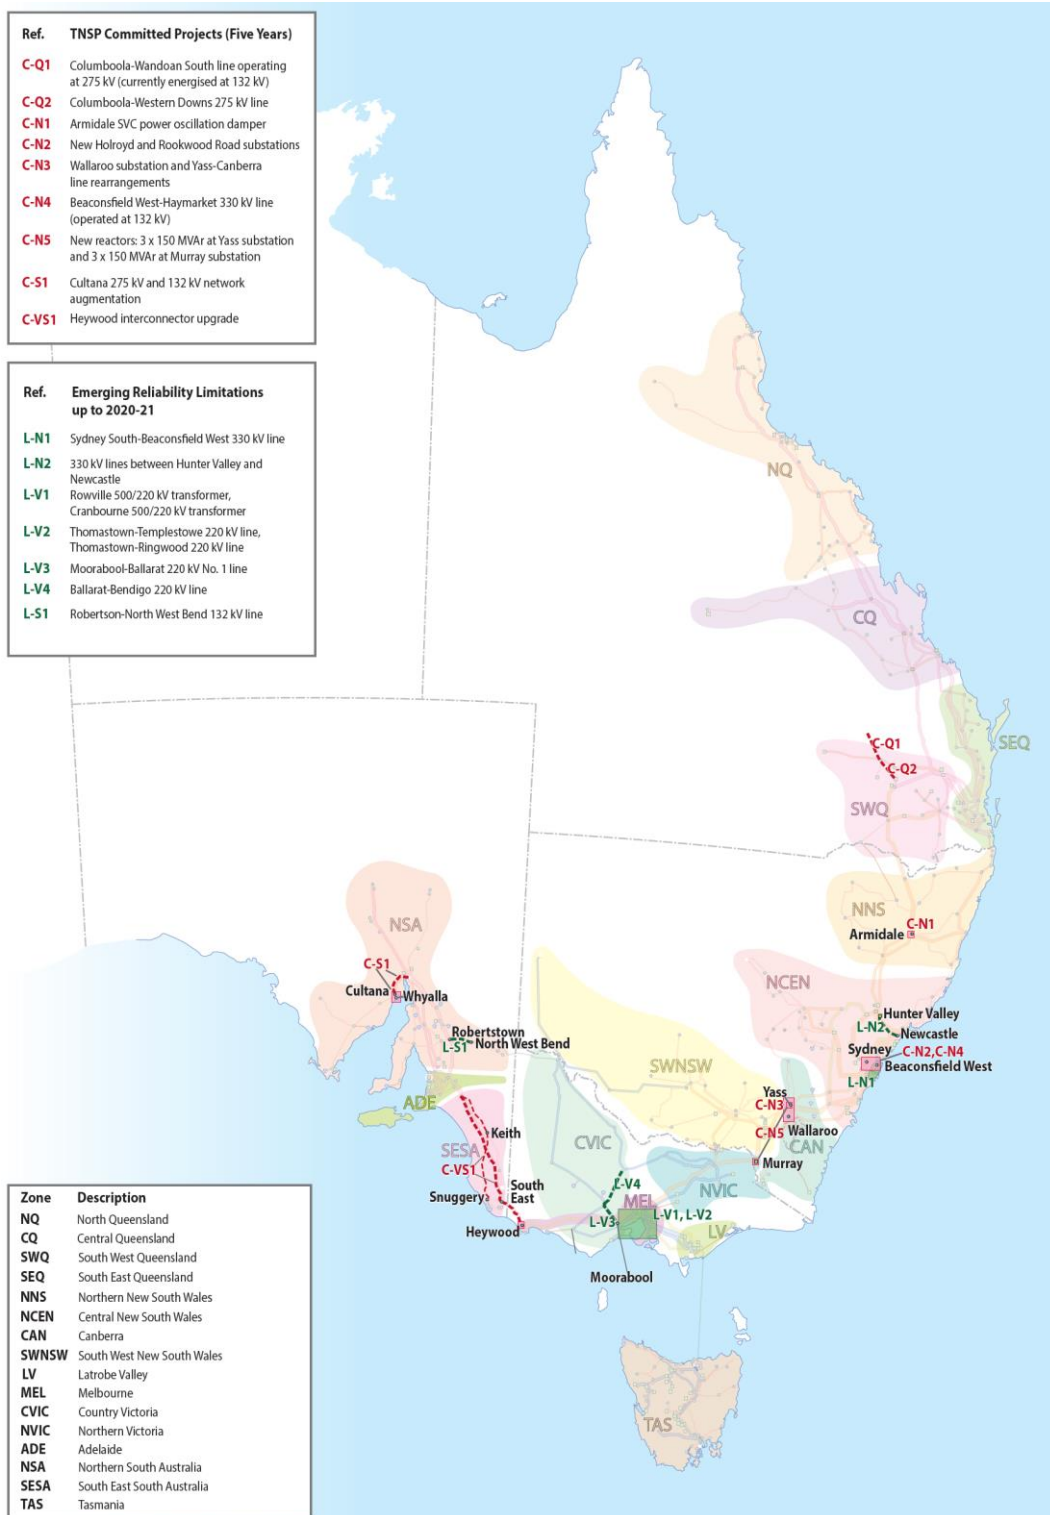 Ref. TNSP Committed Projects (Five Years)
C-Q1 Columboola-Wandoan South line operating
at 275 kV (currently energised at 132 kV)
C-Q2 Columboola-Western Downs 275 kV line
C-N1 Armidale SVC power oscillation damper
C-N2 New Holroyd and Rookwood Road substations
C-N3 Wallaroo substation and Yass-Canberra
line rearrangements
C-N4 Beaconsfield West-Haymarket 330 kV line
(operated at 132 kV)
C-N5 New reactors: 3 x 150 MVAr at Yass substation
and 3 x 150 MVAr at Murray substation
C-S1 Cultana 275 kV and 132 kV network
augmentation
C-VS1 Heywood interconnector upgrade
Ref. Emerging Reliability Limitations
up to 2020-21
L-N1 Sydney South-Beaconsfield West 330 kV line
L-N2 330 kV lines between Hunter Valley and
Newcastle
L-V1 Rowville 500/220 kV transformer,
Cranbourne 500/220 kV transformer
L-V2 Thomastown-Templestowe 220 kV line,
Thomastown-Ringwood 220 kV line
L-V3 Moorabool-Ballarat 220 kV No. 1 line
L-V4 Ballarat-Bendigo 220 kV line
L-S1 Robertson-North West Bend 132 kV line
NQ
CQ
SEQ
C-Q1
C-Q2
SWQ
NNS
C-N1
Armidale
NSA
C-S1
Cultana
Whyalla
NCEN
Hunter Valley
L-N2
Newcastle
Robertstown
L-S1
North West Bend
Sydney
C-N2,C-N4
Beaconsfield West
L-N1
SWNSW
Yass
C-N3
ADE
C-N5
Wallaroo
Keith
SESA
CVIC
CAN
C-VS1
Murray
South
East
Snuggery
L-V4
NVIC
MEL
L-V3
L-V1, L-V2
Heywood
LV
Moorabool
TAS
Zone Description
NQ North Queensland
CQ Central Queensland
SWQ South West Queensland
SEQ South East Queensland
NNS Northern New South Wales
NCEN Central New South Wales
CAN Canberra
SWNSW South West New South Wales
LV Latrobe Valley
MEL Melbourne
CVIC Country Victoria
NVIC Northern Victoria
ADE Adelaide
NSA Northern South Australia
SESA South East South Australia
TAS Tasmania